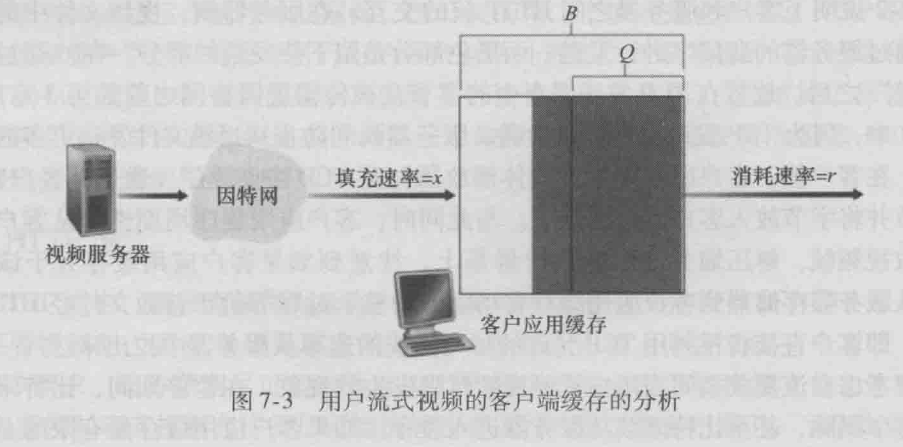 B
Q
因特网
填充速率=x
消耗速率=r
视频服务器
客户应用缓存
图 7-3 用户流式视频的客户端缓存的分析